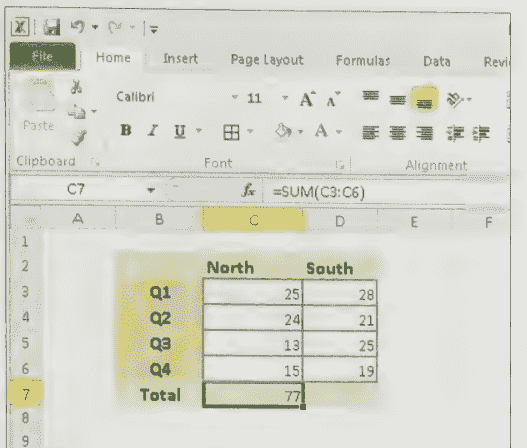 File Home Insert Page Layout Formulas Data Revi
Calibri 11 A A
Paste B I U A
Clipboard Font Alignment
C7 fx =SUM(C3:C6)
A B C D E F
1
2 North South
3 Q1 25 28
4 Q2 24 21
5 Q3 13 25
6 Q4 15 19
7 Total 77
8
9